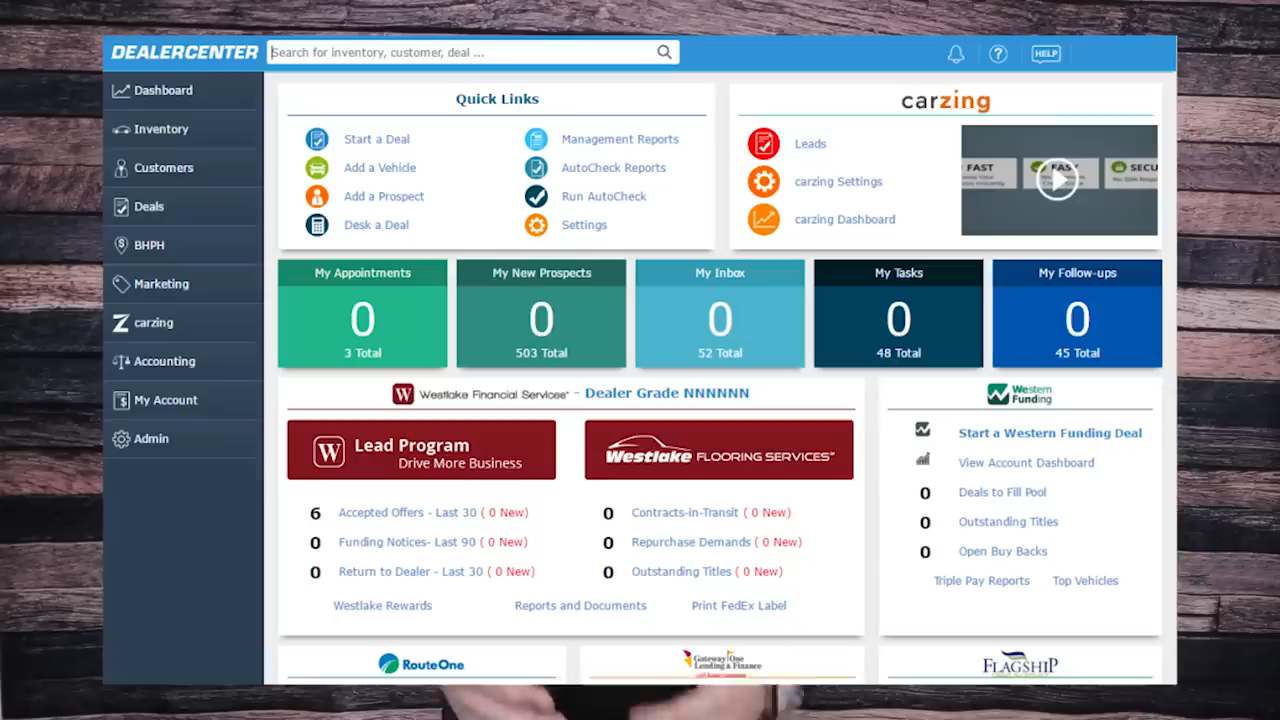 DEALERCENTER
Search for inventory, customer, deal ...
HELP
Dashboard
Inventory
Customers
Deals
BHPH
Marketing
carzing
Accounting
My Account
Admin
Quick Links
Start a Deal
Add a Vehicle
Add a Prospect
Desk a Deal
Management Reports
AutoCheck Reports
Run AutoCheck
Settings
carzing
Leads
carzing Settings
carzing Dashboard
FAST
EASY
SECU
My Appointments
0
3 Total
My New Prospects
0
503 Total
My Inbox
0
52 Total
My Tasks
0
48 Total
My Follow-ups
0
45 Total
W Westlake Financial Services - Dealer Grade NNNNNN
W Lead Program
Drive More Business
Westlake FLOORING SERVICES
6 Accepted Offers - Last 30 ( 0 New)
0 Funding Notices- Last 90 ( 0 New)
0 Return to Dealer - Last 30 ( 0 New)
0 Contracts-in-Transit ( 0 New)
0 Repurchase Demands ( 0 New)
0 Outstanding Titles ( 0 New)
Westlake Rewards
Reports and Documents
Print FedEx Label
Western
Funding
Start a Western Funding Deal
View Account Dashboard
0 Deals to Fill Pool
0 Outstanding Titles
0 Open Buy Backs
Triple Pay Reports
Top Vehicles
RouteOne
Gateway One
Lending & Finance
FLAGSHIP